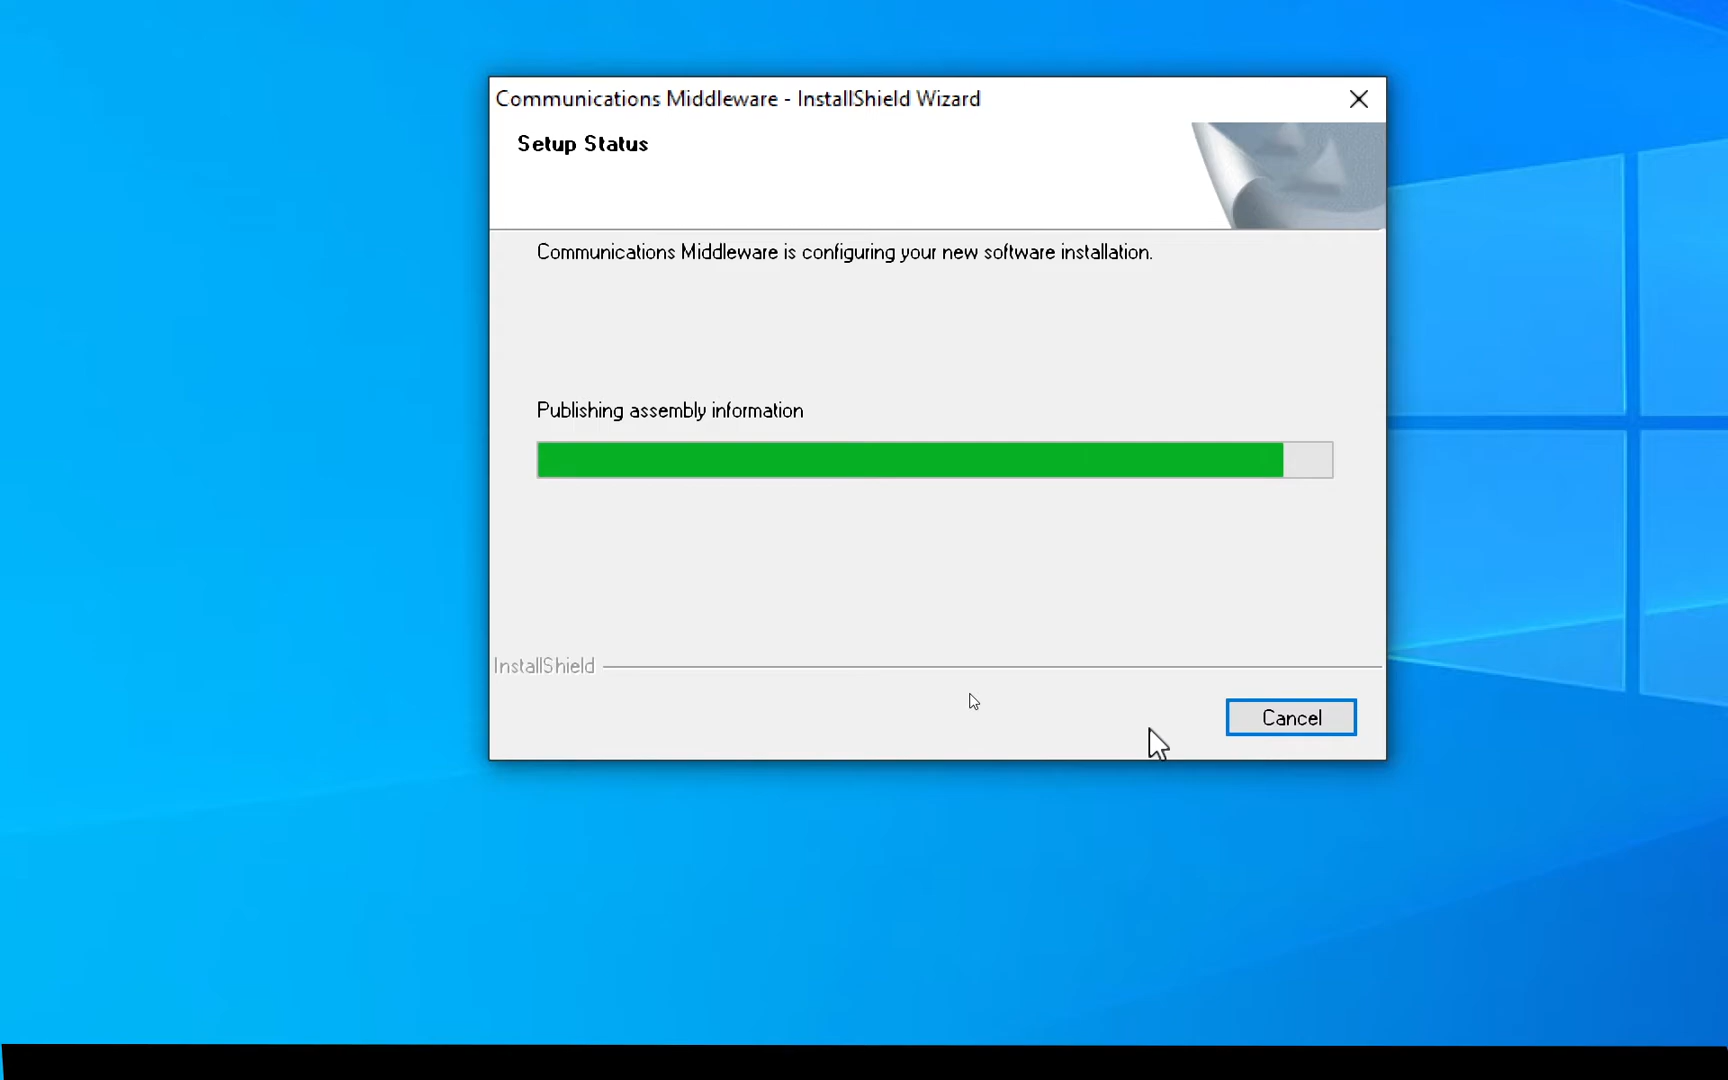 Communications Middleware - InstallShield Wizard
Setup Status
Communications Middleware is configuring your new software installation.
Publishing assembly information
InstallShield
Cancel